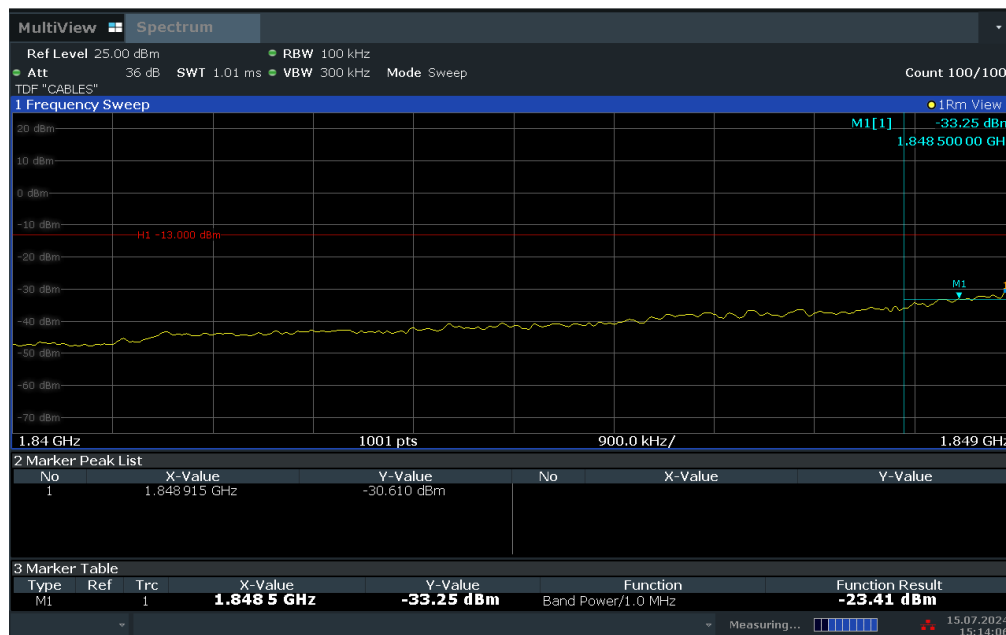 MultiView Spectrum
Ref Level 25.00 dBm RBW 100 kHz
Att 36 dB SWT 1.01 ms VBW 300 kHz Mode Sweep Count 100/100
TDF "CABLES"
1 Frequency Sweep 1Rm View
M1[1] -33.25 dBm
1.848 500 00 GH
20 dBm
10 dBm
0 dBm
-10 dBm
H1 -13.000 dBm
-20 dBm
-30 dBm
M1
-40 dBm
-50 dBm
-60 dBm
-70 dBm
1.84 GHz 1001 pts 900.0 kHz/ 1.849 GHz
2 Marker Peak List
No X-Value Y-Value No X-Value Y-Value
1 1.848 915 GHz -30.610 dBm
3 Marker Table
Type Ref Trc X-Value Y-Value Function Function Result
M1 1 1.848 5 GHz -33.25 dBm Band Power/1.0 MHz -23.41 dBm
Measuring... 15.07.202
15:14:06